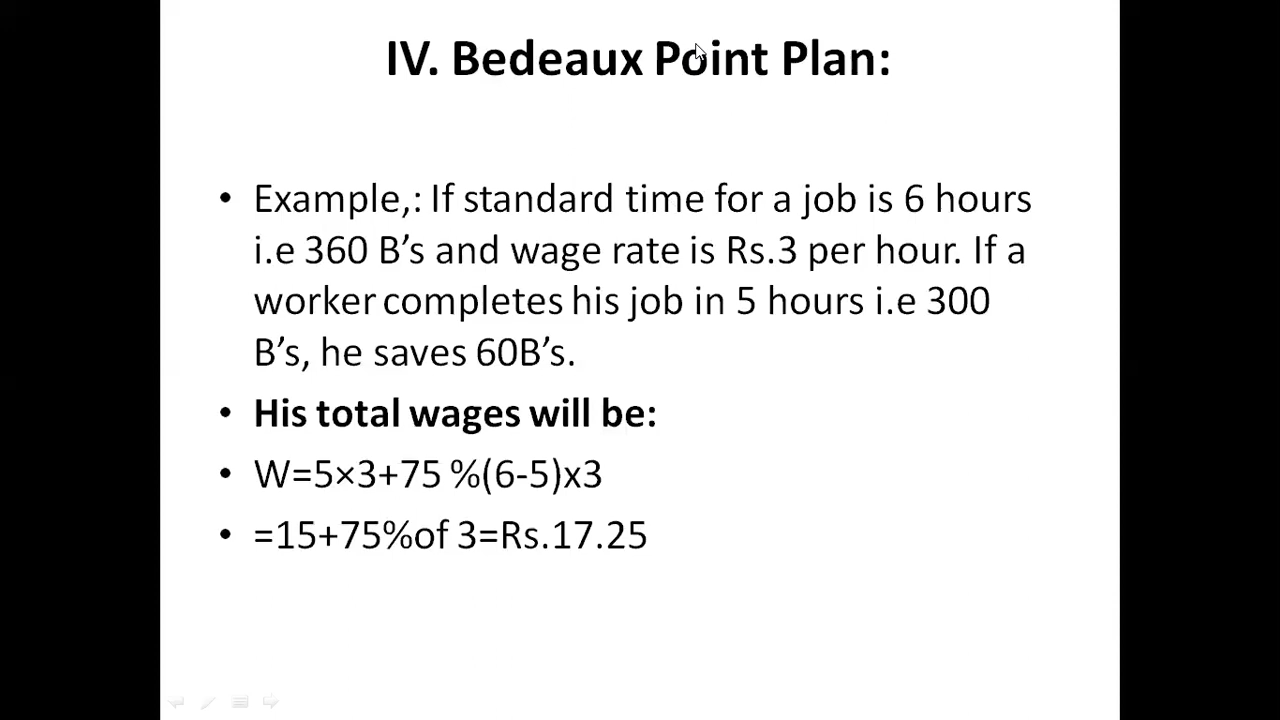 IV. Bedeaux Point Plan:
• Example,: If standard time for a job is 6 hours
i.e 360 B’s and wage rate is Rs.3 per hour. If a
worker completes his job in 5 hours i.e 300
B’s, he saves 60B’s.
• His total wages will be:
• W=5×3+75 %(6-5)x3
• =15+75%of 3=Rs.17.25